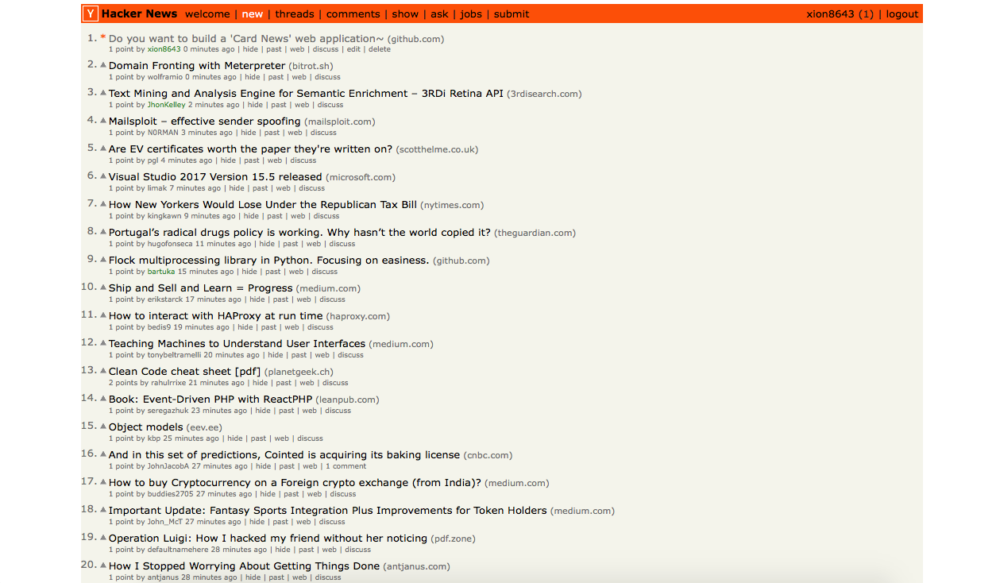 Y Hacker News welcome | new | threads | comments | show | ask | jobs | submit xion8643 (1) | logout
1. * Do you want to build a 'Card News' web application~ (github.com)
1 point by xion8643 0 minutes ago | hide | past | web | discuss | edit | delete
2. Domain Fronting with Meterpreter (bitrot.sh)
1 point by wolframio 0 minutes ago | hide | past | web | discuss
3. Text Mining and Analysis Engine for Semantic Enrichment – 3RDi Retina API (3rdisearch.com)
1 point by JhonKelley 2 minutes ago | hide | past | web | discuss
4. Mailsploit – effective sender spoofing (mailsploit.com)
1 point by N0RMAN 3 minutes ago | hide | past | web | discuss
5. Are EV certificates worth the paper they're written on? (scotthelme.co.uk)
1 point by pgl 4 minutes ago | hide | past | web | discuss
6. Visual Studio 2017 Version 15.5 released (microsoft.com)
1 point by limak 7 minutes ago | hide | past | web | discuss
7. How New Yorkers Would Lose Under the Republican Tax Bill (nytimes.com)
1 point by kingkawn 9 minutes ago | hide | past | web | discuss
8. Portugal’s radical drugs policy is working. Why hasn’t the world copied it? (theguardian.com)
1 point by hugofonseca 11 minutes ago | hide | past | web | discuss
9. Flock multiprocessing library in Python. Focusing on easiness. (github.com)
1 point by bartuka 15 minutes ago | hide | past | web | discuss
10. Ship and Sell and Learn = Progress (medium.com)
1 point by erikstarck 17 minutes ago | hide | past | web | discuss
11. How to interact with HAProxy at run time (haproxy.com)
1 point by bedis9 19 minutes ago | hide | past | web | discuss
12. Teaching Machines to Understand User Interfaces (medium.com)
1 point by tonybeltramelli 20 minutes ago | hide | past | web | discuss
13. Clean Code cheat sheet [pdf] (planetgeek.ch)
2 points by rahulrrixe 21 minutes ago | hide | past | web | discuss
14. Book: Event-Driven PHP with ReactPHP (leanpub.com)
1 point by seregazhuk 23 minutes ago | hide | past | web | discuss
15. Object models (eev.ee)
1 point by kbp 25 minutes ago | hide | past | web | discuss
16. And in this set of predictions, Cointed is acquiring its baking license (cnbc.com)
1 point by JohnJacobA 27 minutes ago | hide | past | web | 1 comment
17. How to buy Cryptocurrency on a Foreign crypto exchange (from India)? (medium.com)
1 point by buddies2705 27 minutes ago | hide | past | web | discuss
18. Important Update: Fantasy Sports Integration Plus Improvements for Token Holders (medium.com)
1 point by John_McT 27 minutes ago | hide | past | web | discuss
19. Operation Luigi: How I hacked my friend without her noticing (pdf.zone)
1 point by defaultnamehere 28 minutes ago | hide | past | web | discuss
20. How I Stopped Worrying About Getting Things Done (antjanus.com)
1 point by antjanus 28 minutes ago | hide | past | web | discuss